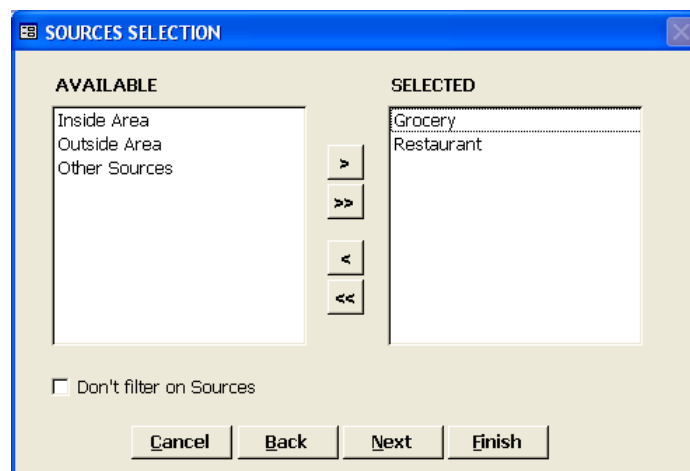 SOURCES SELECTION
AVAILABLE
Inside Area
Outside Area
Other Sources
>
>>
<
<<
SELECTED
Grocery
Restaurant
Don't filter on Sources
Cancel
Back
Next
Finish